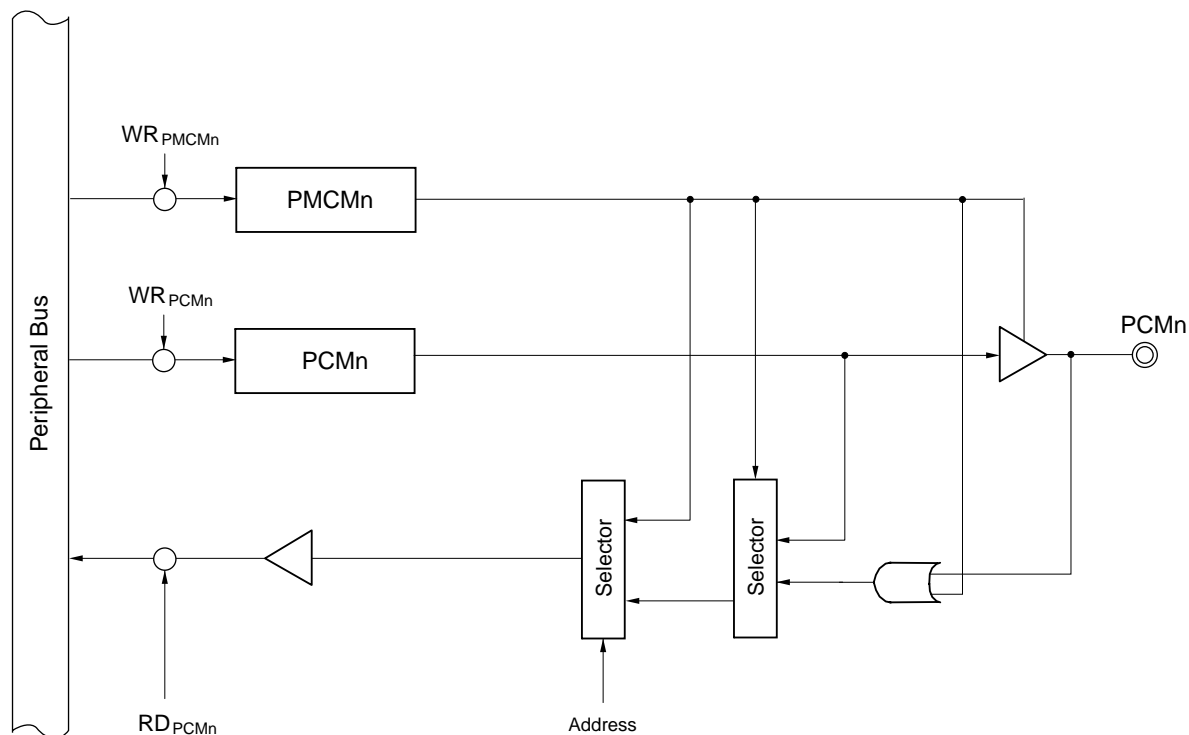 WRPMCMn
PMCMn
WRPCMn
PCMn
PCMn
Peripheral Bus
Selector
Selector
RDPCMn
Address